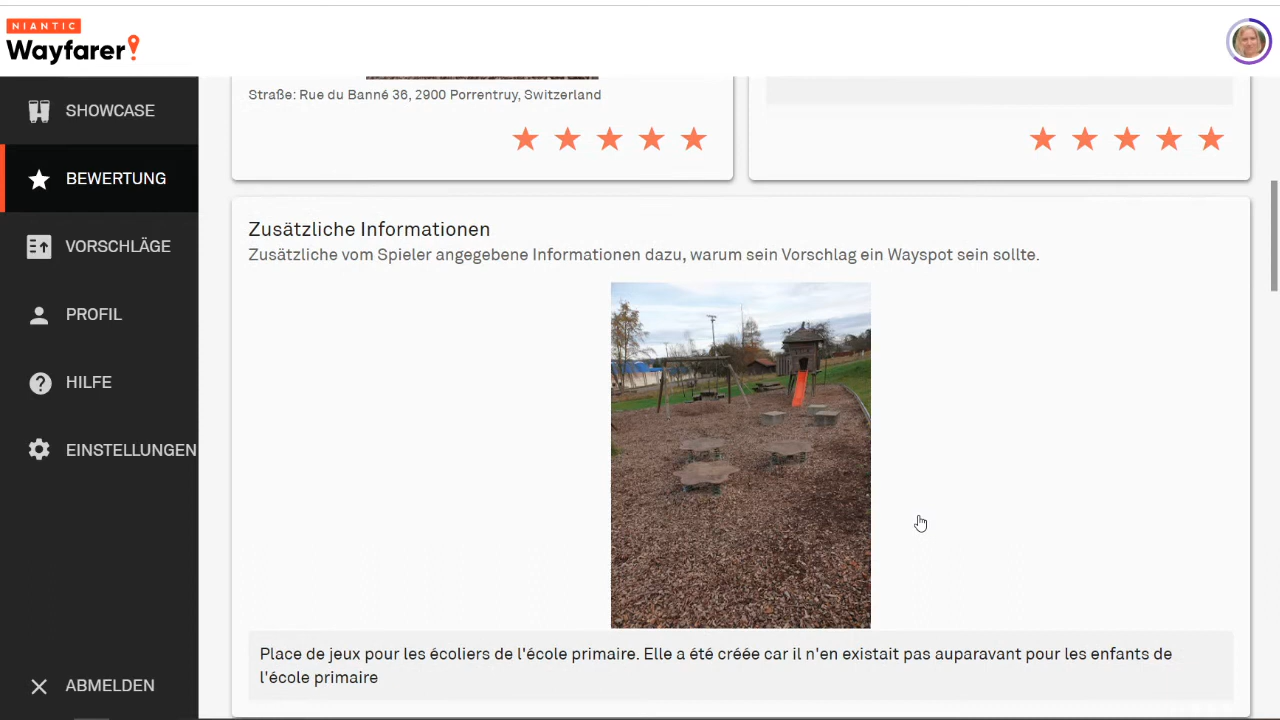 NIANTIC
Wayfarer
SHOWCASE
BEWERTUNG
VORSCHLÄGE
PROFIL
HILFE
EINSTELLUNGEN
ABMELDEN
Straße: Rue du Banné 36, 2900 Porrentruy, Switzerland
Zusätzliche Informationen
Zusätzliche vom Spieler angegebene Informationen dazu, warum sein Vorschlag ein Wayspot sein sollte.
Place de jeux pour les écoliers de l'école primaire. Elle a été créée car il n'en existait pas auparavant pour les enfants de
l'école primaire